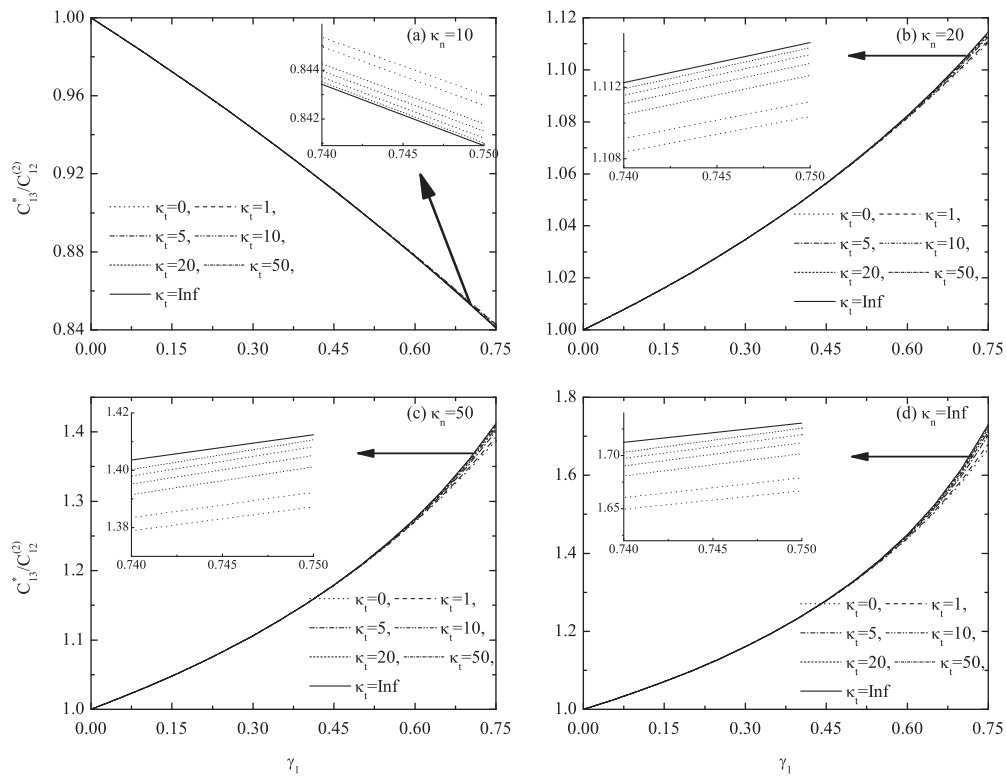 (a) κn=10
1.00
0.96
0.92
0.88
0.84
C*13/C(2)12
0.844
0.842
0.740 0.745 0.750
κt=0, κt=1,
κt=5, κt=10,
κt=20, κt=50,
κt=Inf
0.00 0.15 0.30 0.45 0.60 0.75
(b) κn=20
1.12
1.10
1.08
1.06
1.04
1.02
1.00
1.112
1.108
0.740 0.745 0.750
κt=0, κt=1,
κt=5, κt=10,
κt=20, κt=50,
κt=Inf
0.00 0.15 0.30 0.45 0.60 0.75
(c) κn=50
1.4
1.3
1.2
1.1
1.0
C*13/C(2)12
1.42
1.40
1.38
0.740 0.745 0.750
κt=0, κt=1,
κt=5, κt=10,
κt=20, κt=50,
κt=Inf
0.00 0.15 0.30 0.45 0.60 0.75
γ1
(d) κn=Inf
1.8
1.6
1.4
1.2
1.0
1.70
1.65
0.740 0.745 0.750
κt=0, κt=1,
κt=5, κt=10,
κt=20, κt=50,
κt=Inf
0.00 0.15 0.30 0.45 0.60 0.75
γ1